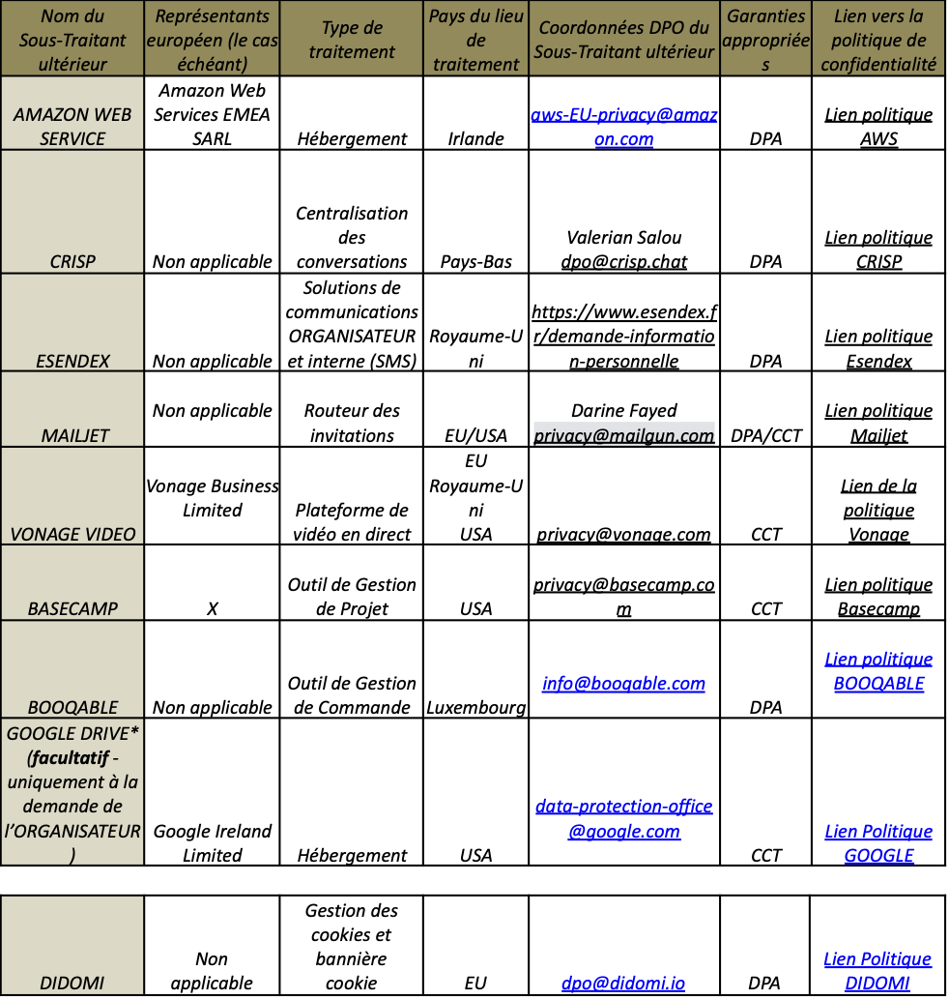 Nom du
Sous-Traitant
ultérieur
Représentants
européen (le cas
échéant)
Type de
traitement
Pays du lieu
de
traitement
Coordonnées DPO du
Sous-Traitant ultérieur
Garanties
appropriée
s
Lien vers la
politique de
confidentialité
AMAZON WEB
SERVICE
Amazon Web
Services EMEA
SARL
Hébergement
Irlande
aws-EU-privacy@amaz
on.com
DPA
Lien politique
AWS
CRISP
Non applicable
Centralisation
des
conversations
Pays-Bas
Valerian Salou
dpo@crisp.chat
DPA
Lien politique
CRISP
ESENDEX
Non applicable
Solutions de
communications
ORGANISATEUR
et interne (SMS)
Royaume-U
ni
https://www.esendex.f
r/demande-informatio
n-personnelle
DPA
Lien politique
Esendex
MAILJET
Non applicable
Routeur des
invitations
EU/USA
Darine Fayed
privacy@mailgun.com
DPA/CCT
Lien politique
Mailjet
VONAGE VIDEO
Vonage Business
Limited
Plateforme de
vidéo en direct
EU
Royaume-U
ni
USA
privacy@vonage.com
CCT
Lien de la
politique
Vonage
BASECAMP
X
Outil de Gestion
de Projet
USA
privacy@basecamp.co
m
CCT
Lien politique
Basecamp
BOOQABLE
Non applicable
Outil de Gestion
de Commande
Luxembourg
info@booqable.com
DPA
Lien politique
BOOQABLE
GOOGLE DRIVE*
(facultatif -
uniquement à la
demande de
l'ORGANISATEUR
)
Google Ireland
Limited
Hébergement
USA
data-protection-office
@google.com
CCT
Lien Politique
GOOGLE
DIDOMI
Non
applicable
Gestion des
cookies et
bannière
cookie
EU
dpo@didomi.io
DPA
Lien Politique
DIDOMI